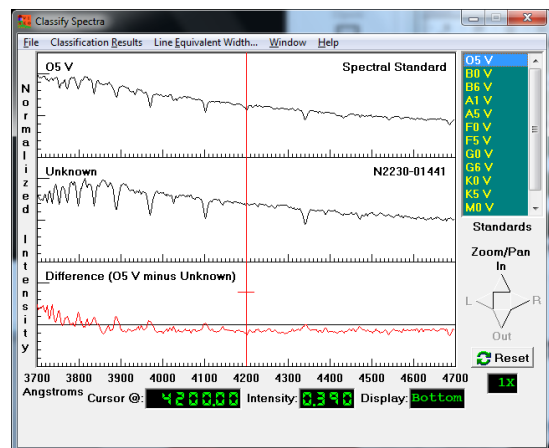 Classify Spectra
File Classification Results Line Equivalent Width... Window Help
Normalized Intensity
O5 V Spectral Standard
Unknown N2230-01441
Difference (O5 V minus Unknown)
3700 3800 3900 4000 4100 4200 4300 4400 4500 4600 4700
Angstroms Cursor @: 4200.00 Intensity: 0.390 Display: Bottom
O5 V
B0 V
B6 V
A1 V
A5 V
F0 V
F5 V
G0 V
G6 V
K0 V
K5 V
M0 V
Standards
Zoom/Pan
In
L R
Out
Reset
1X